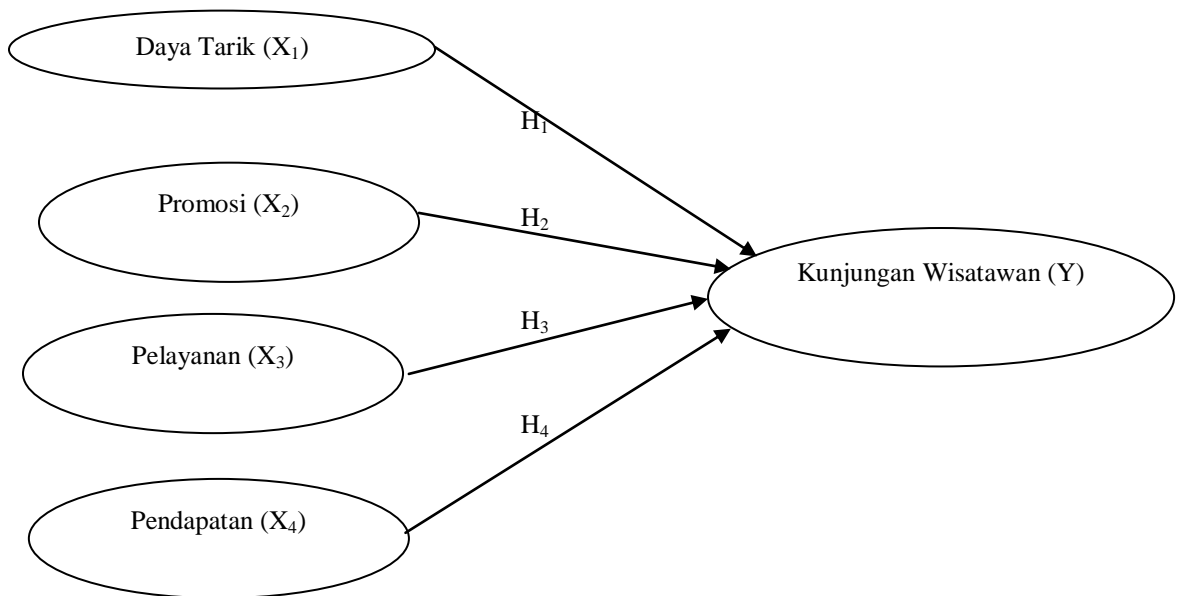 Daya Tarik (X₁)
H₁
Promosi (X₂)
H₂
Kunjungan Wisatawan (Y)
Pelayanan (X₃)
H₃
H₄
Pendapatan (X₄)